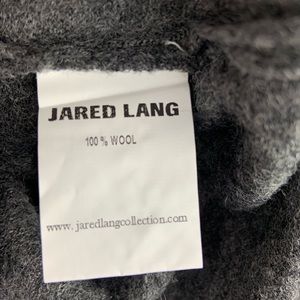 JARED LANG
100 % WOOL
www.jaredlangcollection.com